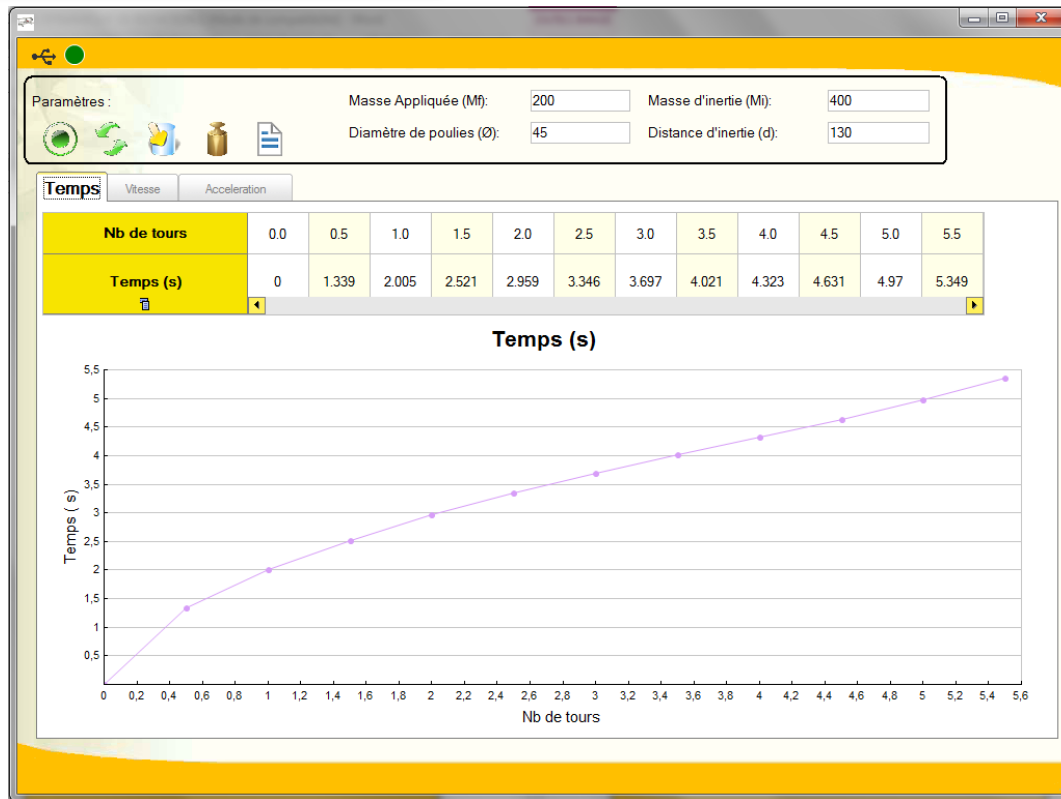 Paramètres :
Masse Appliquée (Mf): 200 Masse d'inertie (Mi): 400
Diamètre de poulies (Ø): 45 Distance d'inertie (d): 130
Temps Vitesse Acceleration
Nb de tours 0.0 0.5 1.0 1.5 2.0 2.5 3.0 3.5 4.0 4.5 5.0 5.5
Temps (s) 0 1.339 2.005 2.521 2.959 3.346 3.697 4.021 4.323 4.631 4.97 5.349
Temps (s)
5,5
5
4,5
4
3,5
3
2,5
2
1,5
1
0,5
Temps ( s)
0 0,2 0,4 0,6 0,8 1 1,2 1,4 1,6 1,8 2 2,2 2,4 2,6 2,8 3 3,2 3,4 3,6 3,8 4 4,2 4,4 4,6 4,8 5 5,2 5,4 5,6
Nb de tours